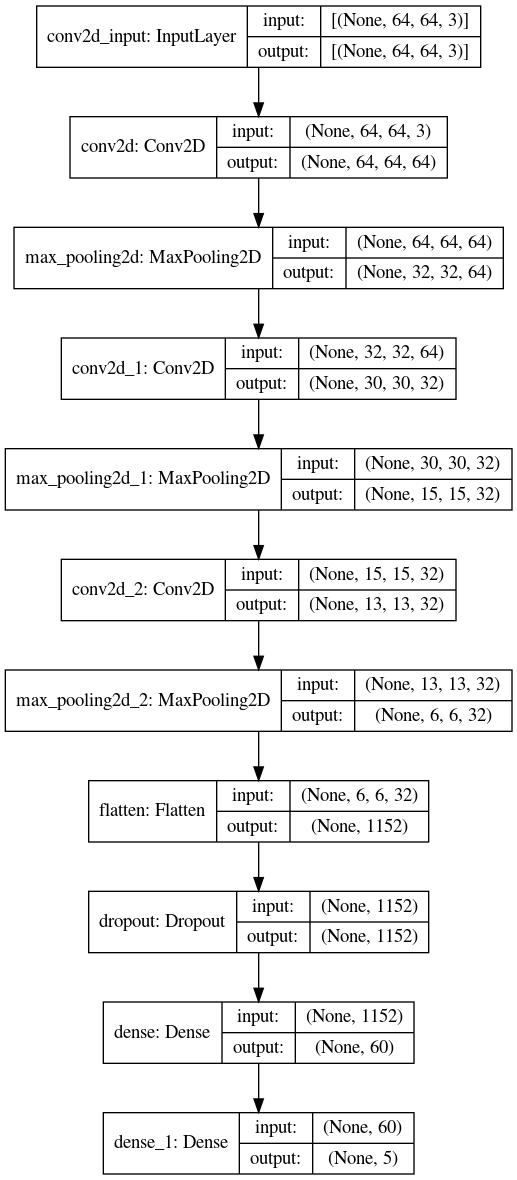 conv2d_input: InputLayer
input: [(None, 64, 64, 3)]
output: [(None, 64, 64, 3)]
conv2d: Conv2D
input: (None, 64, 64, 3)
output: (None, 64, 64, 64)
max_pooling2d: MaxPooling2D
input: (None, 64, 64, 64)
output: (None, 32, 32, 64)
conv2d_1: Conv2D
input: (None, 32, 32, 64)
output: (None, 30, 30, 32)
max_pooling2d_1: MaxPooling2D
input: (None, 30, 30, 32)
output: (None, 15, 15, 32)
conv2d_2: Conv2D
input: (None, 15, 15, 32)
output: (None, 13, 13, 32)
max_pooling2d_2: MaxPooling2D
input: (None, 13, 13, 32)
output: (None, 6, 6, 32)
flatten: Flatten
input: (None, 6, 6, 32)
output: (None, 1152)
dropout: Dropout
input: (None, 1152)
output: (None, 1152)
dense: Dense
input: (None, 1152)
output: (None, 60)
dense_1: Dense
input: (None, 60)
output: (None, 5)